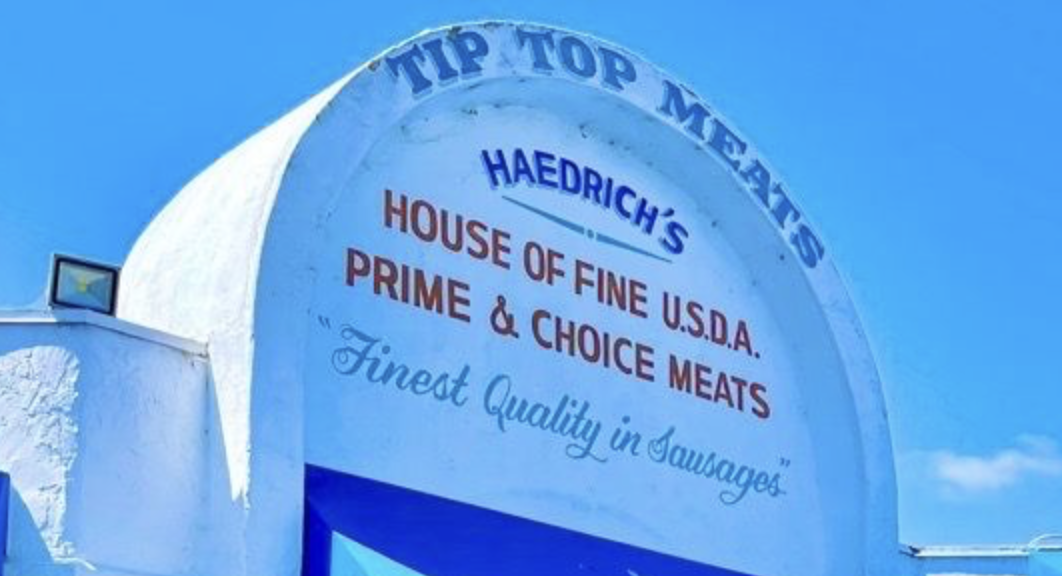 TIP TOP MEATS
HAEDRICH'S
HOUSE OF FINE U.S.D.A.
PRIME & CHOICE MEATS
"Finest Quality in Sausages"